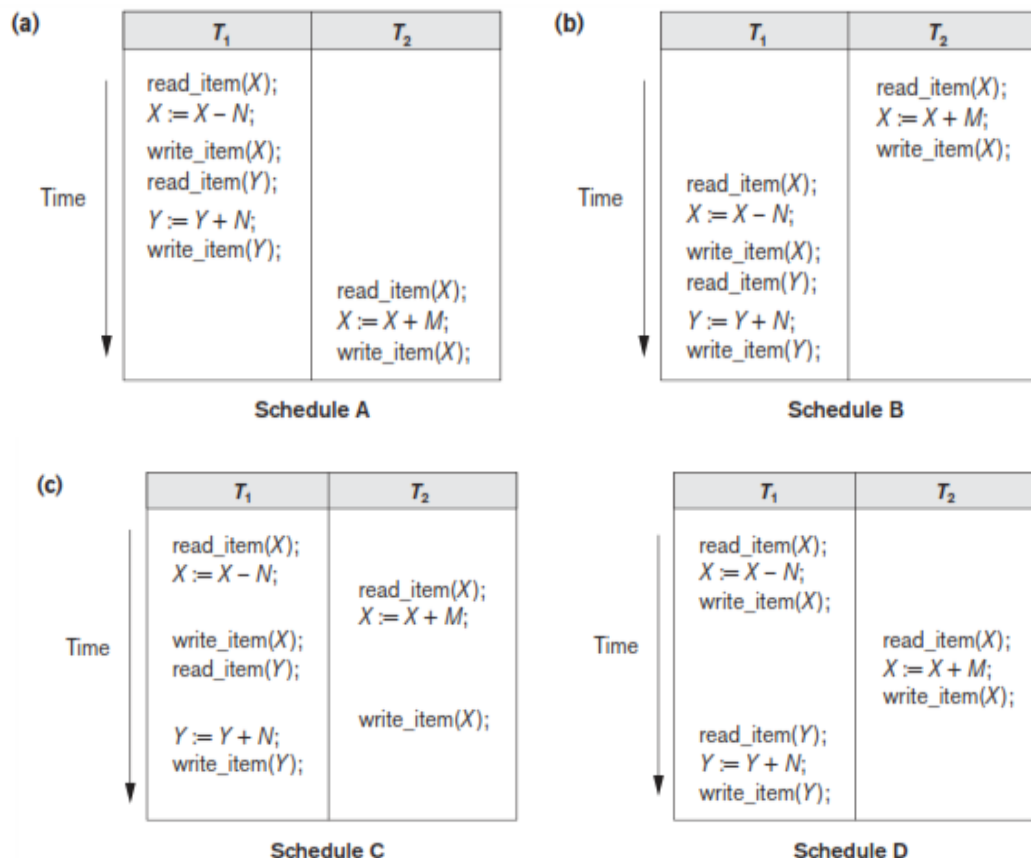 (a)
T1 T2
read_item(X);
X := X – N;
write_item(X);
read_item(Y);
Time
Y := Y + N;
write_item(Y);
read_item(X);
X := X + M;
write_item(X);
Schedule A
(b)
T1 T2
read_item(X);
X := X + M;
write_item(X);
Time
read_item(X);
X := X – N;
write_item(X);
read_item(Y);
Y := Y + N;
write_item(Y);
Schedule B
(c)
T1 T2
read_item(X);
X := X – N;
read_item(X);
X := X + M;
Time
write_item(X);
read_item(Y);
write_item(X);
Y := Y + N;
write_item(Y);
Schedule C
T1 T2
read_item(X);
X := X – N;
write_item(X);
Time
read_item(X);
X := X + M;
write_item(X);
read_item(Y);
Y := Y + N;
write_item(Y);
Schedule D